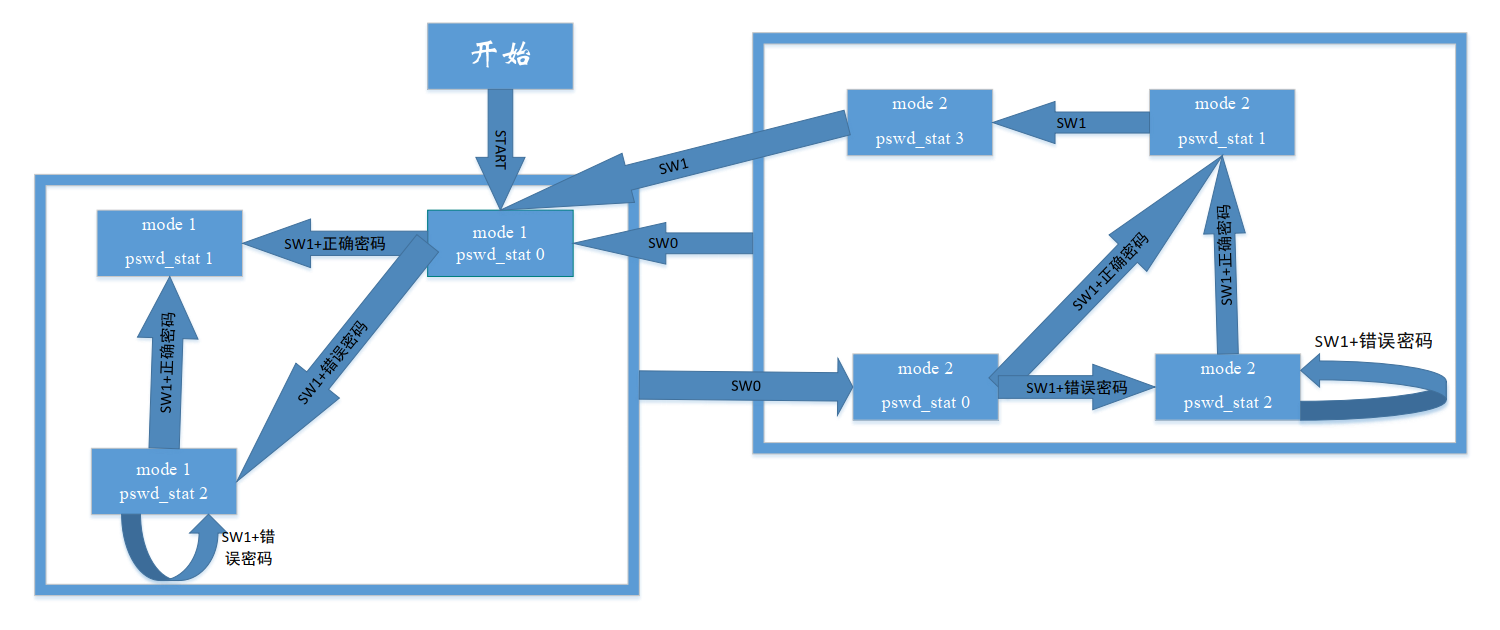 开始
START
mode 2
pswd_stat 3
SW1
mode 2
pswd_stat 1
SW1
mode 1
pswd_stat 1
SW1+正确密码
mode 1
pswd_stat 0
SW0
SW1+正确密码
SW1+正确密码
SW1+错误密码
SW1+正确密码
SW0
mode 2
pswd_stat 0
SW1+错误密码
mode 2
pswd_stat 2
SW1+错误密码
mode 1
pswd_stat 2
SW1+错
误密码